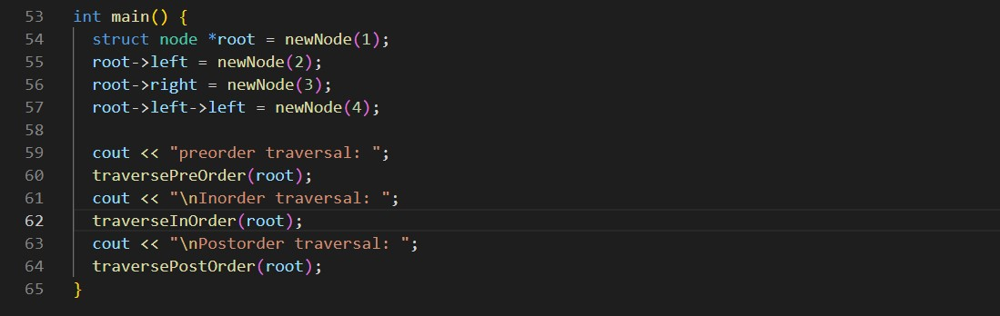 53 int main() {
54 struct node *root = newNode(1);
55 root->left = newNode(2);
56 root->right = newNode(3);
57 root->left->left = newNode(4);
58
59 cout << "preorder traversal: ";
60 traversePreOrder(root);
61 cout << "\nInorder traversal: ";
62 traverseInOrder(root);
63 cout << "\nPostorder traversal: ";
64 traversePostOrder(root);
65 }